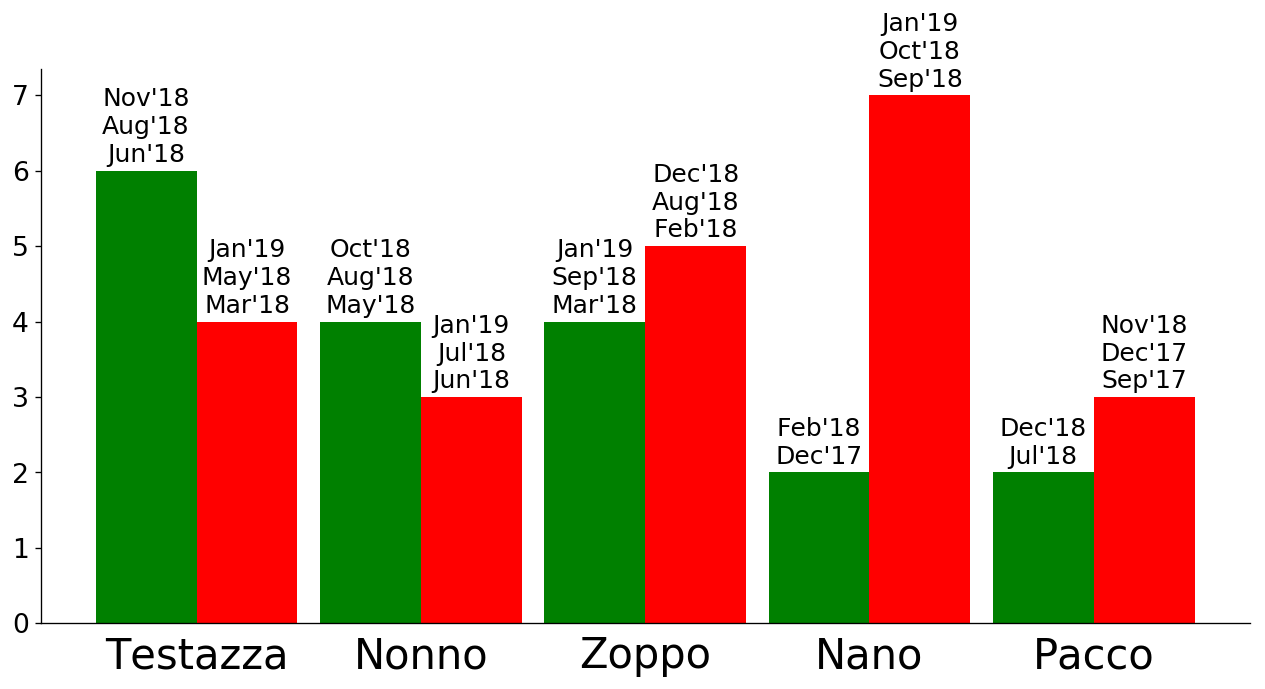 Jan'19
Oct'18
Sep'18
Nov'18
Aug'18
Jun'18
Dec'18
Aug'18
Feb'18
Jan'19
May'18
Mar'18
Oct'18
Aug'18
May'18
Jan'19
Sep'18
Mar'18
Jan'19
Jul'18
Jun'18
Nov'18
Dec'17
Sep'17
Feb'18
Dec'17
Dec'18
Jul'18
7
6
5
4
3
2
1
0
Testazza Nonno Zoppo Nano Pacco